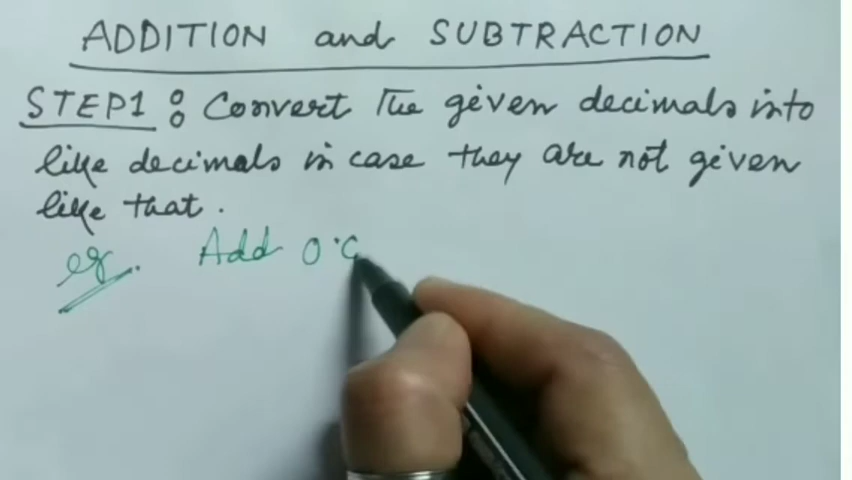 ADDITION and SUBTRACTION
STEP1 : Convert The given decimals into
like decimals in case they are not given
like that.
eg. Add 0.